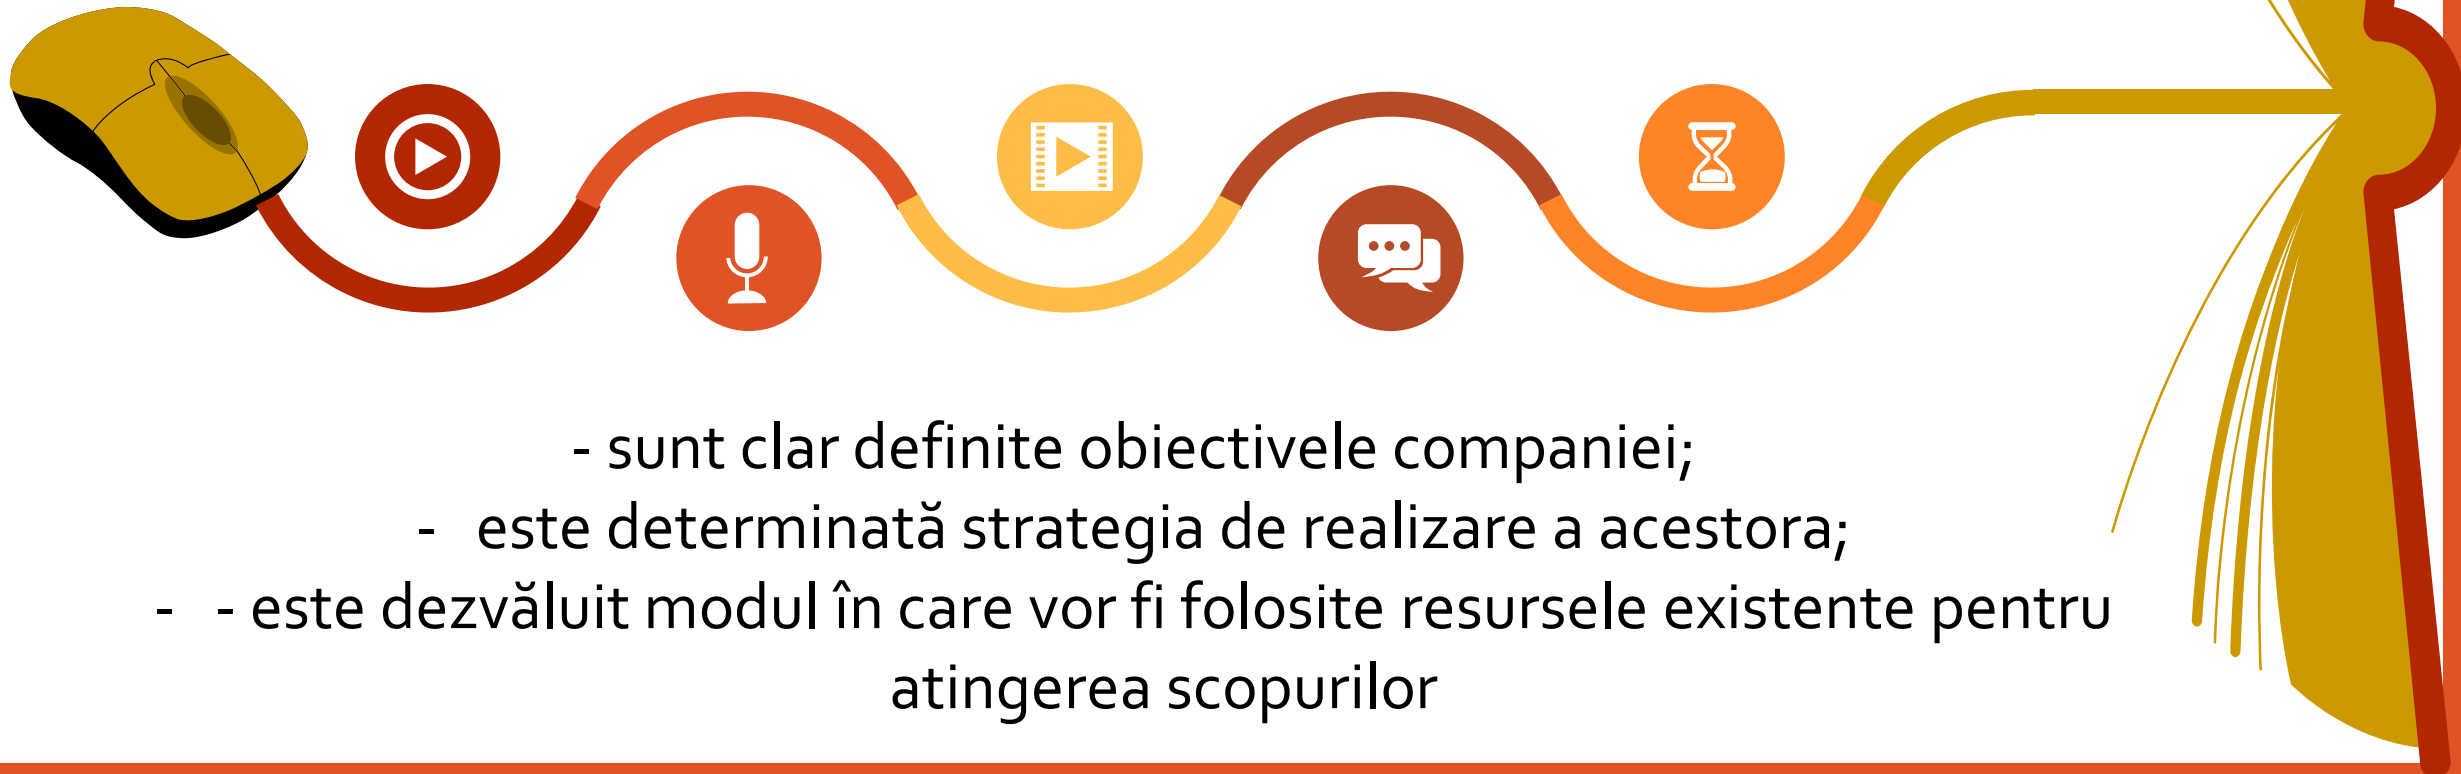 - sunt clar definite obiectivele companiei;
- este determinată strategia de realizare a acestora;
- - este dezvăluit modul în care vor fi folosite resursele existente pentru
atingerea scopurilor